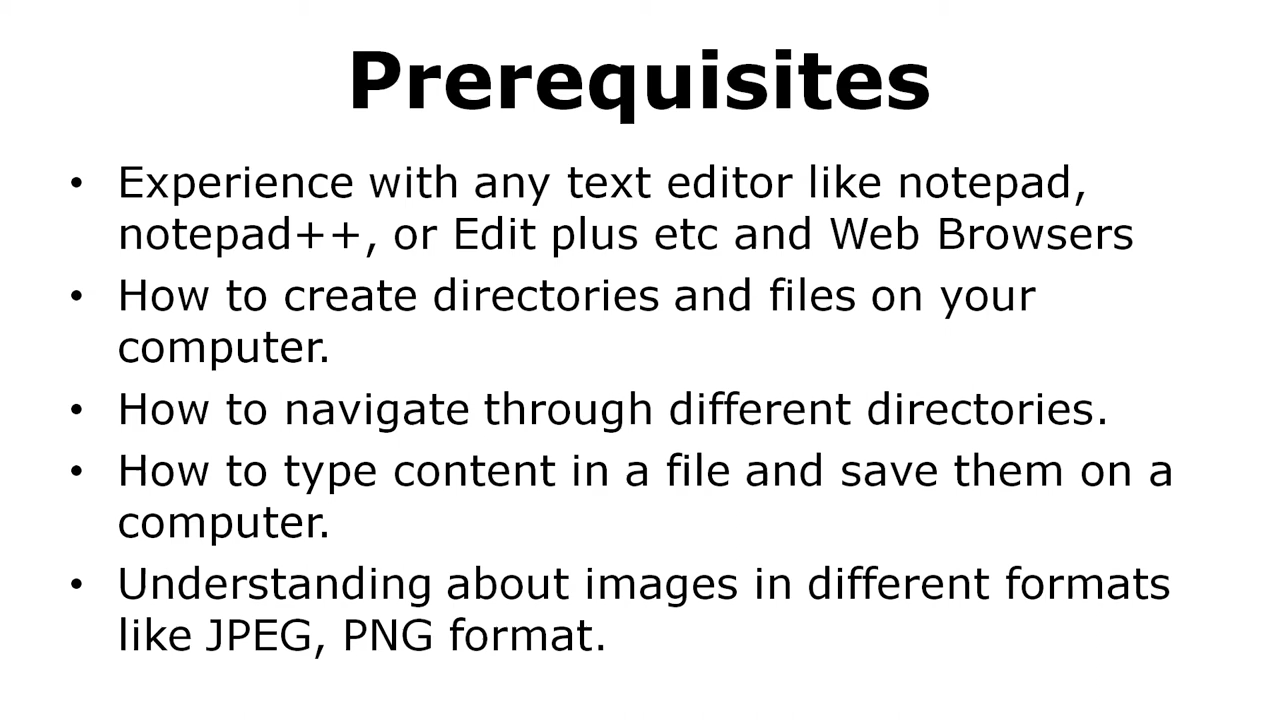 Prerequisites
• Experience with any text editor like notepad,
notepad++, or Edit plus etc and Web Browsers
• How to create directories and files on your
computer.
• How to navigate through different directories.
• How to type content in a file and save them on a
computer.
• Understanding about images in different formats
like JPEG, PNG format.